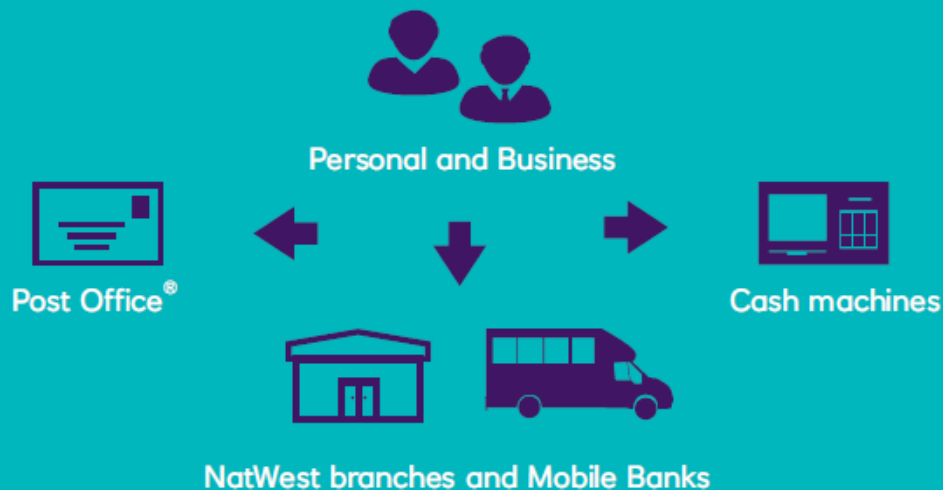 Personal and Business
Post Office®
Cash machines
NatWest branches and Mobile Banks